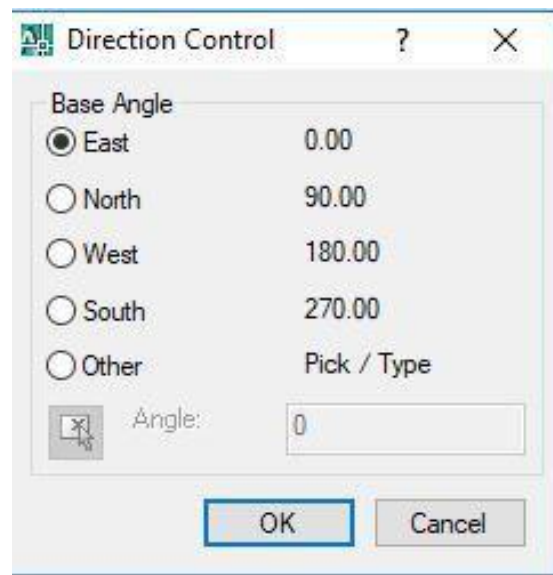 Direction Control ? X
Base Angle
East 0.00
North 90.00
West 180.00
South 270.00
Other Pick / Type
Angle: 0
OK Cancel